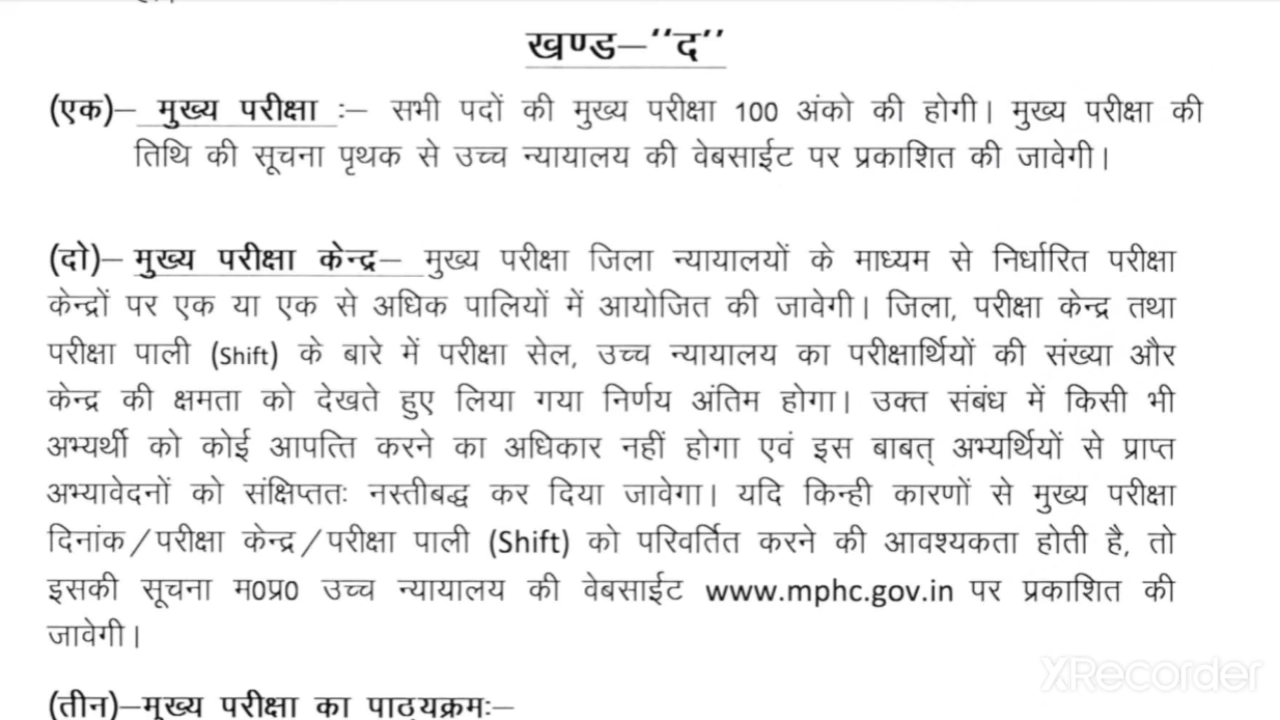 खण्ड–"द"
(एक)– मुख्य परीक्षा :– सभी पदों की मुख्य परीक्षा 100 अंको की होगी। मुख्य परीक्षा की
तिथि की सूचना पृथक से उच्च न्यायालय की वेबसाईट पर प्रकाशित की जावेगी।
(दो)– मुख्य परीक्षा केन्द्र– मुख्य परीक्षा जिला न्यायालयों के माध्यम से निर्धारित परीक्षा
केन्द्रों पर एक या एक से अधिक पालियों में आयोजित की जावेगी। जिला, परीक्षा केन्द्र तथा
परीक्षा पाली (Shift) के बारे में परीक्षा सेल, उच्च न्यायालय का परीक्षार्थियों की संख्या और
केन्द्र की क्षमता को देखते हुए लिया गया निर्णय अंतिम होगा। उक्त संबंध में किसी भी
अभ्यर्थी को कोई आपत्ति करने का अधिकार नहीं होगा एवं इस बाबत् अभ्यर्थियों से प्राप्त
अभ्यावेदनों को संक्षिप्ततः नस्तीबद्ध कर दिया जावेगा। यदि किन्ही कारणों से मुख्य परीक्षा
दिनांक/परीक्षा केन्द्र/परीक्षा पाली (Shift) को परिवर्तित करने की आवश्यकता होती है, तो
इसकी सूचना म0प्र0 उच्च न्यायालय की वेबसाईट www.mphc.gov.in पर प्रकाशित की
जावेगी।
(तीन)–मुख्य परीक्षा का पाठ्यक्रमः–
XRecorder